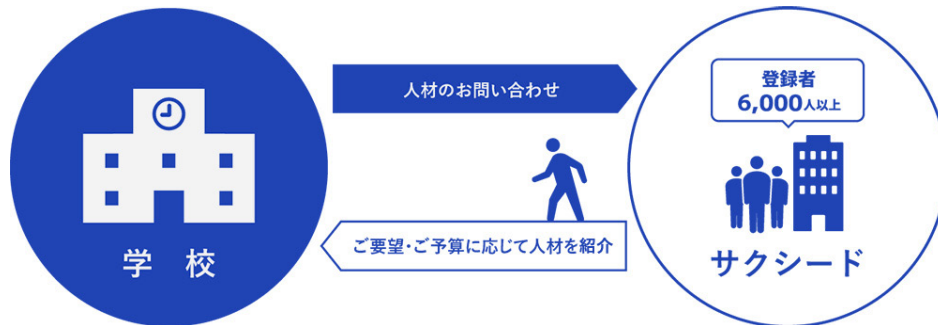 学 校
人材のお問い合わせ
ご要望・ご予算に応じて人材を紹介
登録者
6,000人以上
サクシード